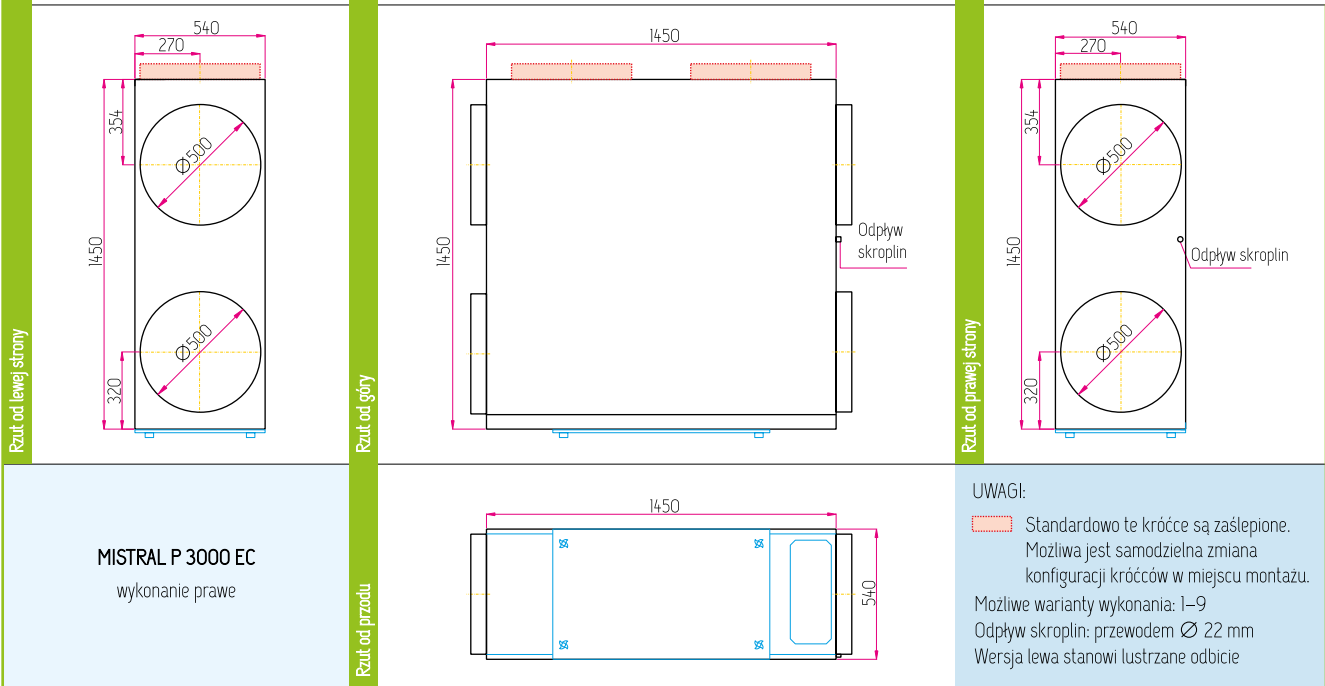 Rzut od lewej strony
540
270
354
1450
320
Ø500
Ø500
Rzut od góry
1450
1450
Odpływ
skroplin
Rzut od prawej strony
540
270
354
1450
320
Ø500
Ø500
Odpływ skroplin
MISTRAL P 3000 EC
wykonanie prawe
Rzut od przodu
1450
540
UWAGI:
Standardowo te króćce są zaślepione.
Możliwa jest samodzielna zmiana
konfiguracji króćców w miejscu montażu.
Możliwe warianty wykonania: 1–9
Odpływ skroplin: przewodem Ø 22 mm
Wersja lewa stanowi lustrzane odbicie